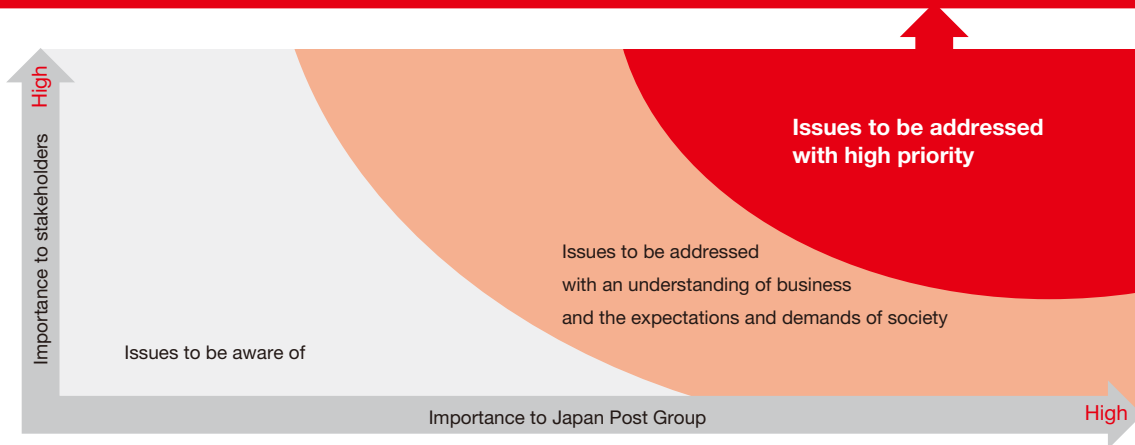 High
Importance to stakeholders
Issues to be addressed
with high priority
Issues to be addressed
with an understanding of business
and the expectations and demands of society
Issues to be aware of
Importance to Japan Post Group
High